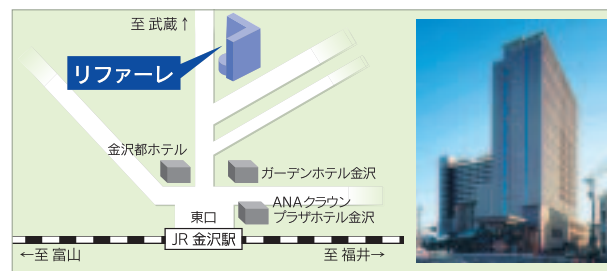 至 武蔵↑
リファーレ
金沢都ホテル
ガーデンホテル金沢
ANAクラウン
プラザホテル金沢
東口
JR 金沢駅
←至 富山
至 福井→